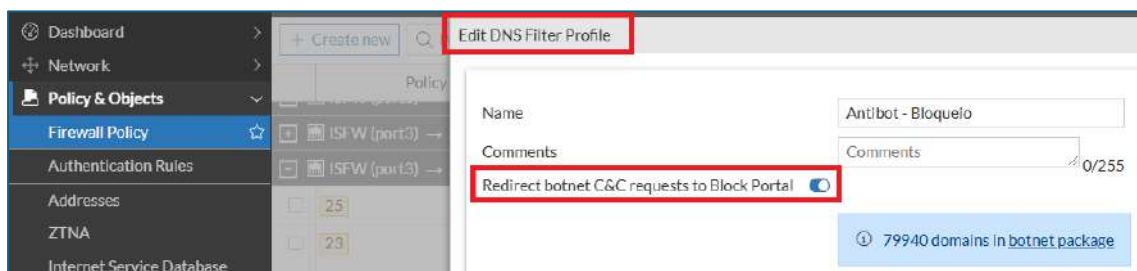 Dashboard
Network
Policy & Objects
Firewall Policy
Authentication Rules
Addresses
ZTNA
Internet Service Database
+ Create new
Policy
ISFW (port3) →
ISFW (port3) →
25
23
Edit DNS Filter Profile
Name
Antibot - Bloqueio
Comments
Comments
0/255
Redirect botnet C&C requests to Block Portal
79940 domains in botnet package